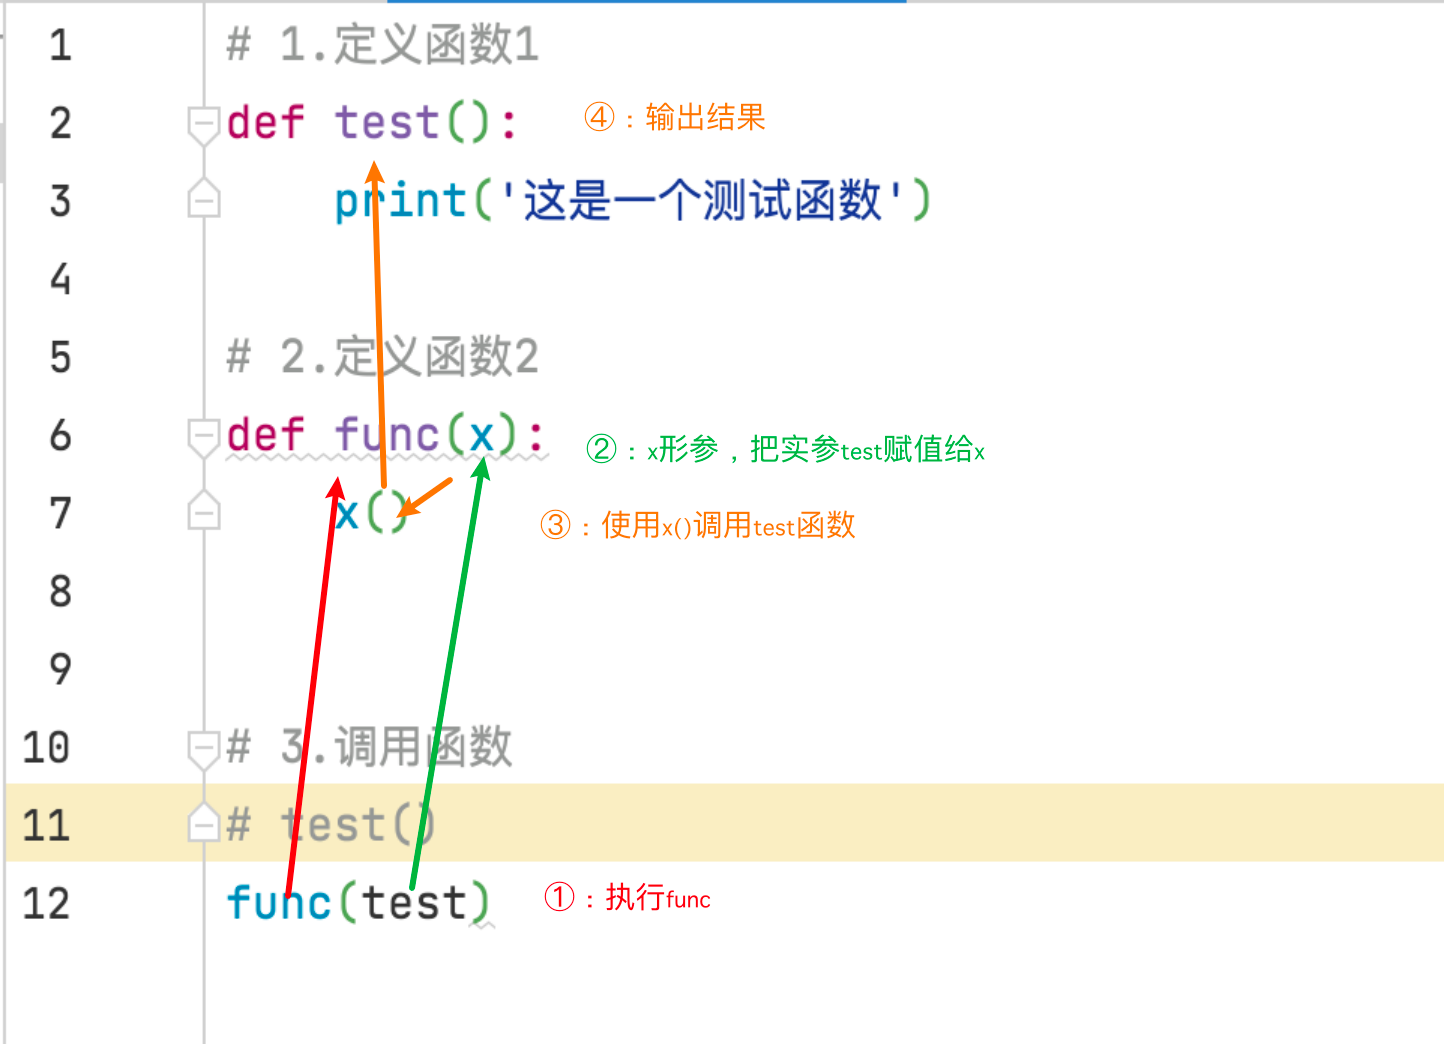 1 # 1.定义函数1
2 def test(): ④：输出结果
3 print('这是一个测试函数')
4
5 # 2.定义函数2
6 def func(x): ②：x形参，把实参test赋值给x
7 x() ③：使用x()调用test函数
8
9
10 # 3.调用函数
11 # test()
12 func(test) ①：执行func